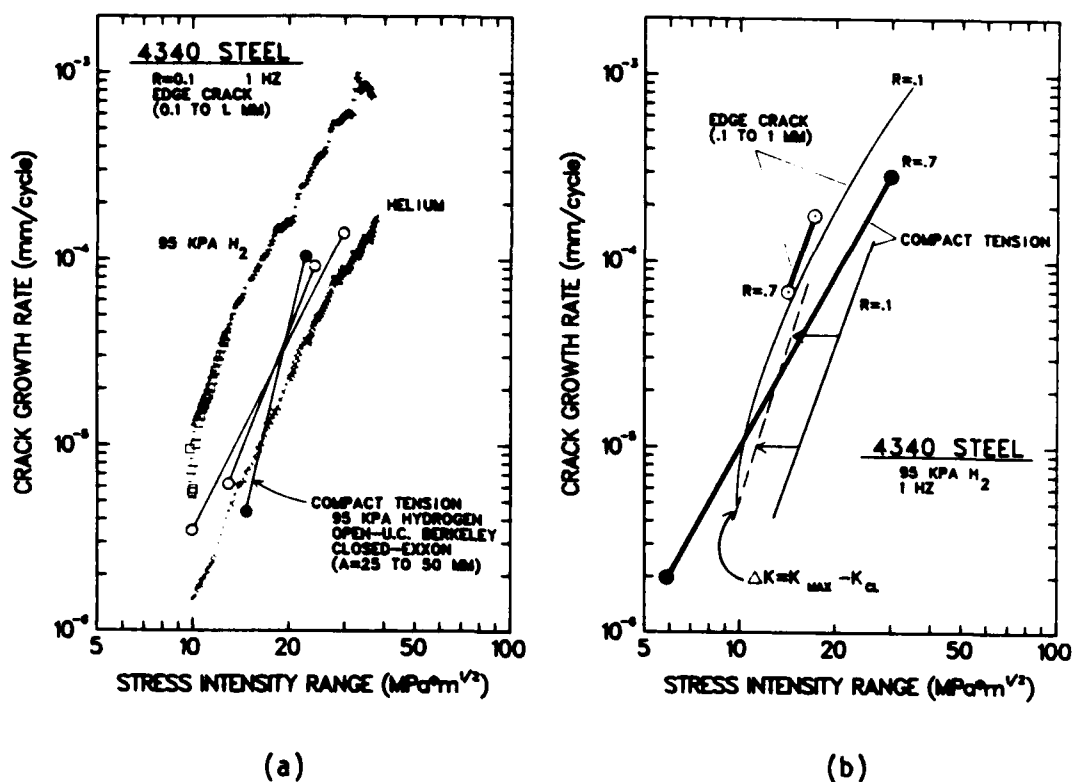 4340 STEEL
R=0.1 1 HZ
EDGE CRACK
(0.1 TO 1. MM)
HELIUM
95 KPA H2
COMPACT TENSION
95 KPA HYDROGEN
OPEN-U.C. BERKELEY
CLOSED-EXXON
(A=25 TO 50 MM)
10-3
10-4
10-5
10-6
5 10 20 50 100
CRACK GROWTH RATE (mm/cycle)
STRESS INTENSITY RANGE (MPa•m1/2)
(a)
R=.1
EDGE CRACK
(.1 TO 1 MM)
R=.7
COMPACT TENSION
R=.7
R=.1
4340 STEEL
95 KPA H2
1 HZ
ΔK=KMAX-KCL
10-3
10-4
10-5
10-6
5 10 20 50 100
CRACK GROWTH RATE (mm/cycle)
STRESS INTENSITY RANGE (MPa•m1/2)
(b)